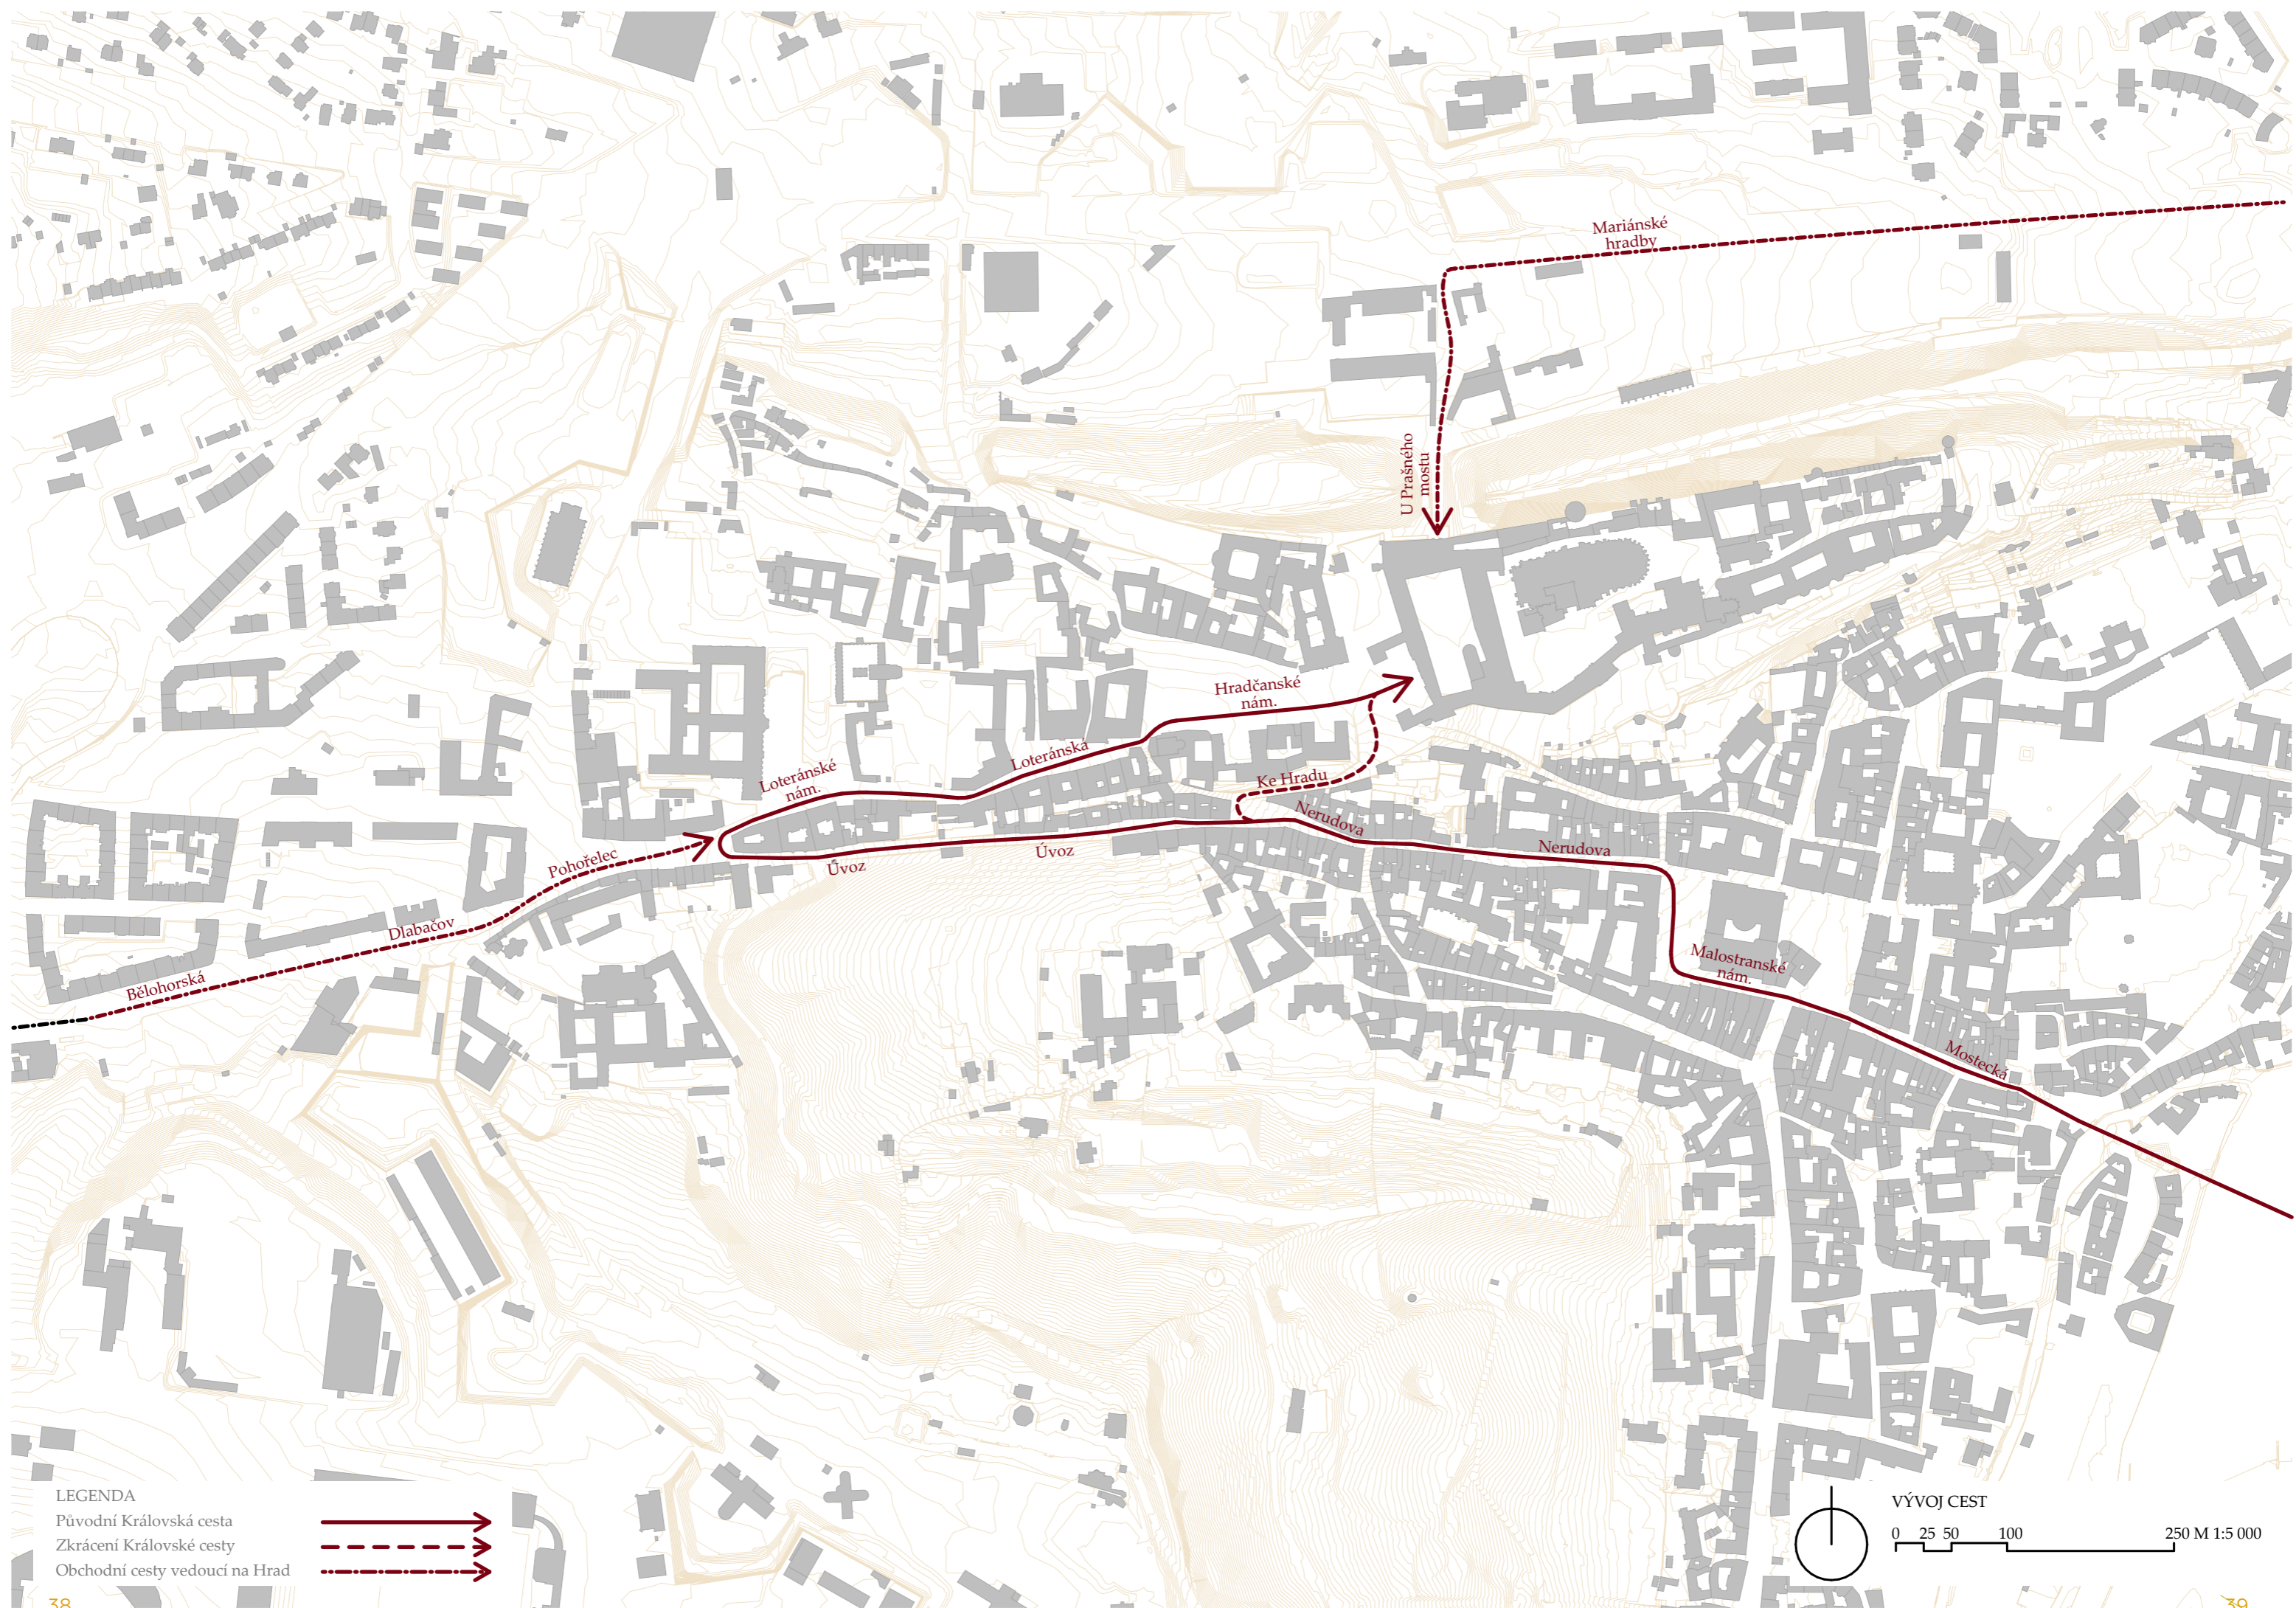 Mariánské
hradby
U Prašného
mostu
Hradčanské
nám.
Loteránská
Loteránské
nám.
Ke Hradu
Nerudova
Nerudova
Úvoz
Úvoz
Pohořelec
Dlabačov
Bělohorská
Malostranské
nám.
Mostecká
LEGENDA
Původní Královská cesta
Zkrácení Královské cesty
Obchodní cesty vedoucí na Hrad
VÝVOJ CEST
0 25 50 100 250 M 1:5 000
38
39